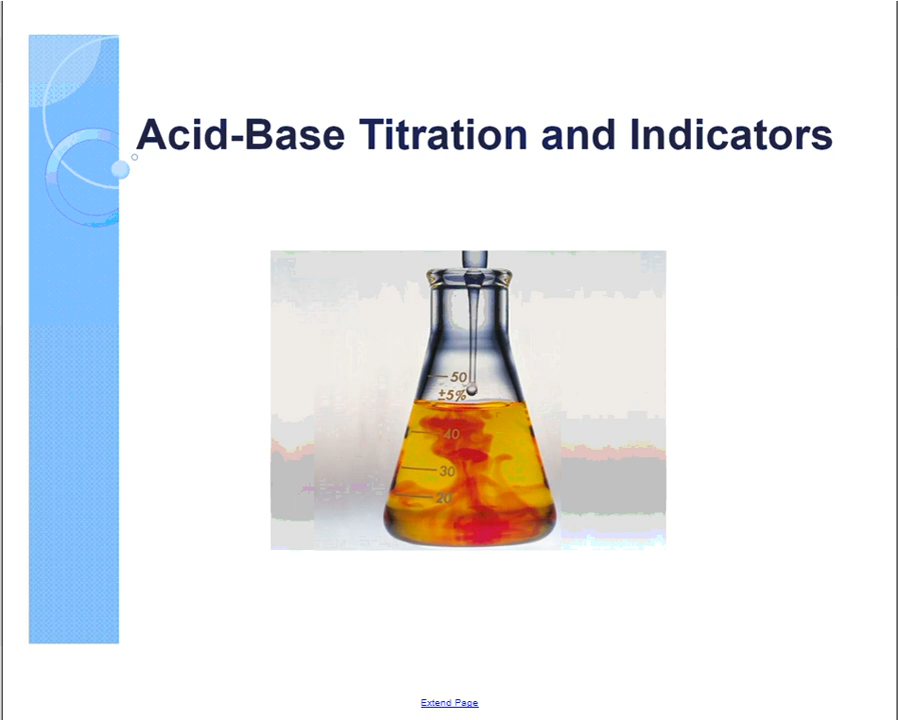 Acid-Base Titration and Indicators
50
±5%
40
30
20
Extend Page